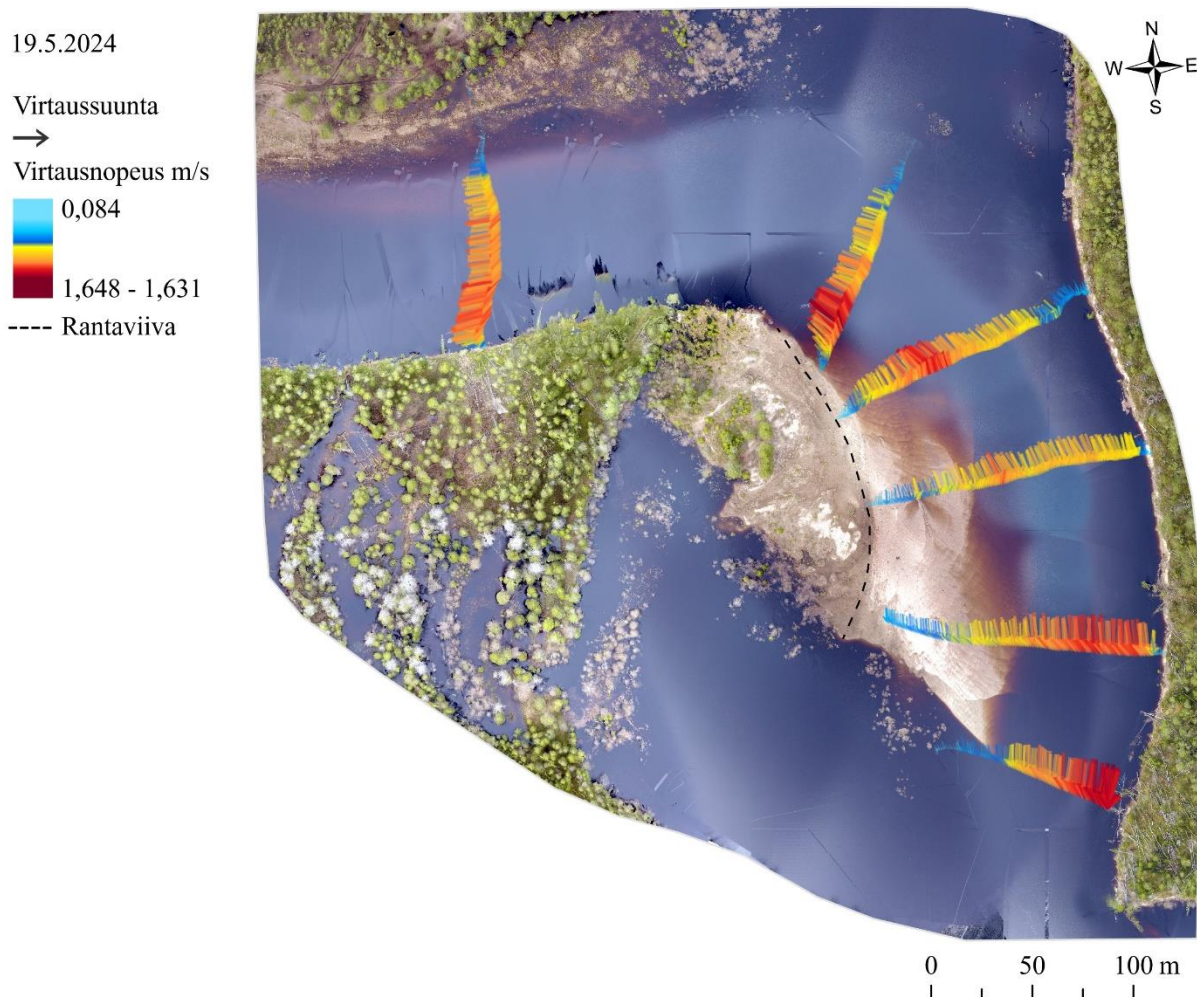 19.5.2024
N
W E
S
Virtaussuunta
Virtausnopeus m/s
0,084
1,648 - 1,631
Rantaviiva
0 50 100 m